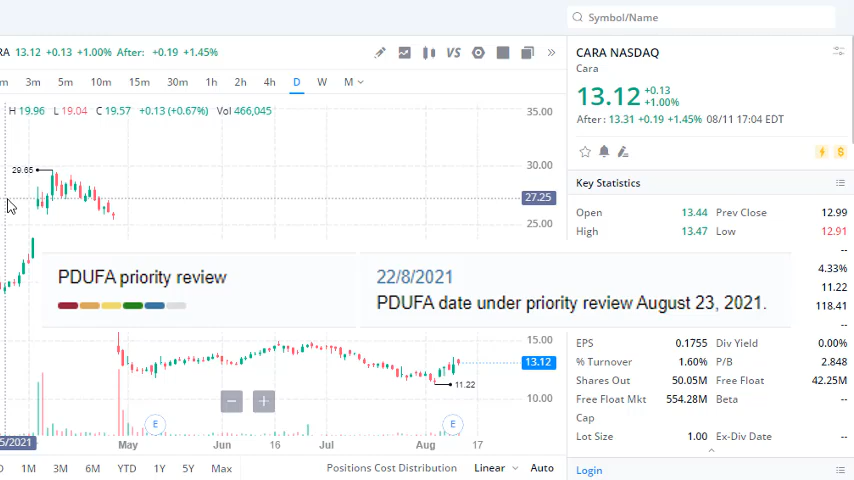 Symbol/Name
RA 13.12 +0.13 +1.00% After: +0.19 +1.45%
VS
CARA NASDAQ
Cara
m 3m 5m 10m 15m 30m 1h 2h 4h D W M
13.12 +0.13
+1.00%
H 19.96 L 19.04 C 19.57 +0.13 (+0.67%) Vol 466,045
After : 13.31 +0.19 +1.45% 08/11 17:04 EDT
35.00
30.00
29.65
27.25
25.00
Key Statistics
Open 13.44 Prev Close 12.99
High 13.47 Low 12.91
--
4.33%
11.22
118.41
--
PDUFA priority review
22/8/2021
PDUFA date under priority review August 23, 2021.
15.00
13.12
11.22
10.00
EPS 0.1755 Div Yield 0.00%
% Turnover 1.60% P/B 2.848
Shares Out 50.05M Free Float 42.25M
Free Float Mkt 554.28M Beta --
Cap
Lot Size 1.00 Ex-Div Date --
E E
5/2021 May Jun 16 Jul Aug 17
D 1M 3M 6M YTD 1Y 5Y Max Positions Cost Distribution Linear Auto
Login